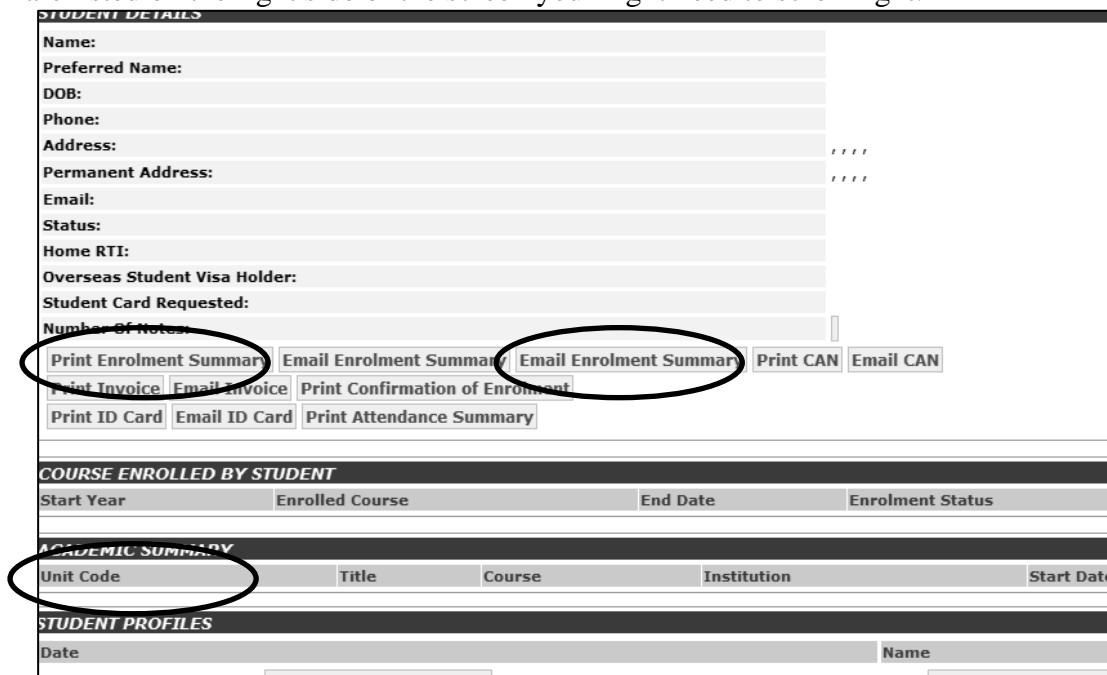 STUDENT DETAILS
Name:
Preferred Name:
DOB:
Phone:
Address: , , , ,
Permanent Address: , , , ,
Email:
Status:
Home RTI:
Overseas Student Visa Holder:
Student Card Requested:
Number Of Notes:
Print Enrolment Summary Email Enrolment Summary Email Enrolment Summary Print CAN Email CAN
Print Invoice Email Invoice Print Confirmation of Enrolment
Print ID Card Email ID Card Print Attendance Summary
COURSE ENROLLED BY STUDENT
Start Year Enrolled Course End Date Enrolment Status
ACADEMIC SUMMARY
Unit Code Title Course Institution Start Date
STUDENT PROFILES
Date Name